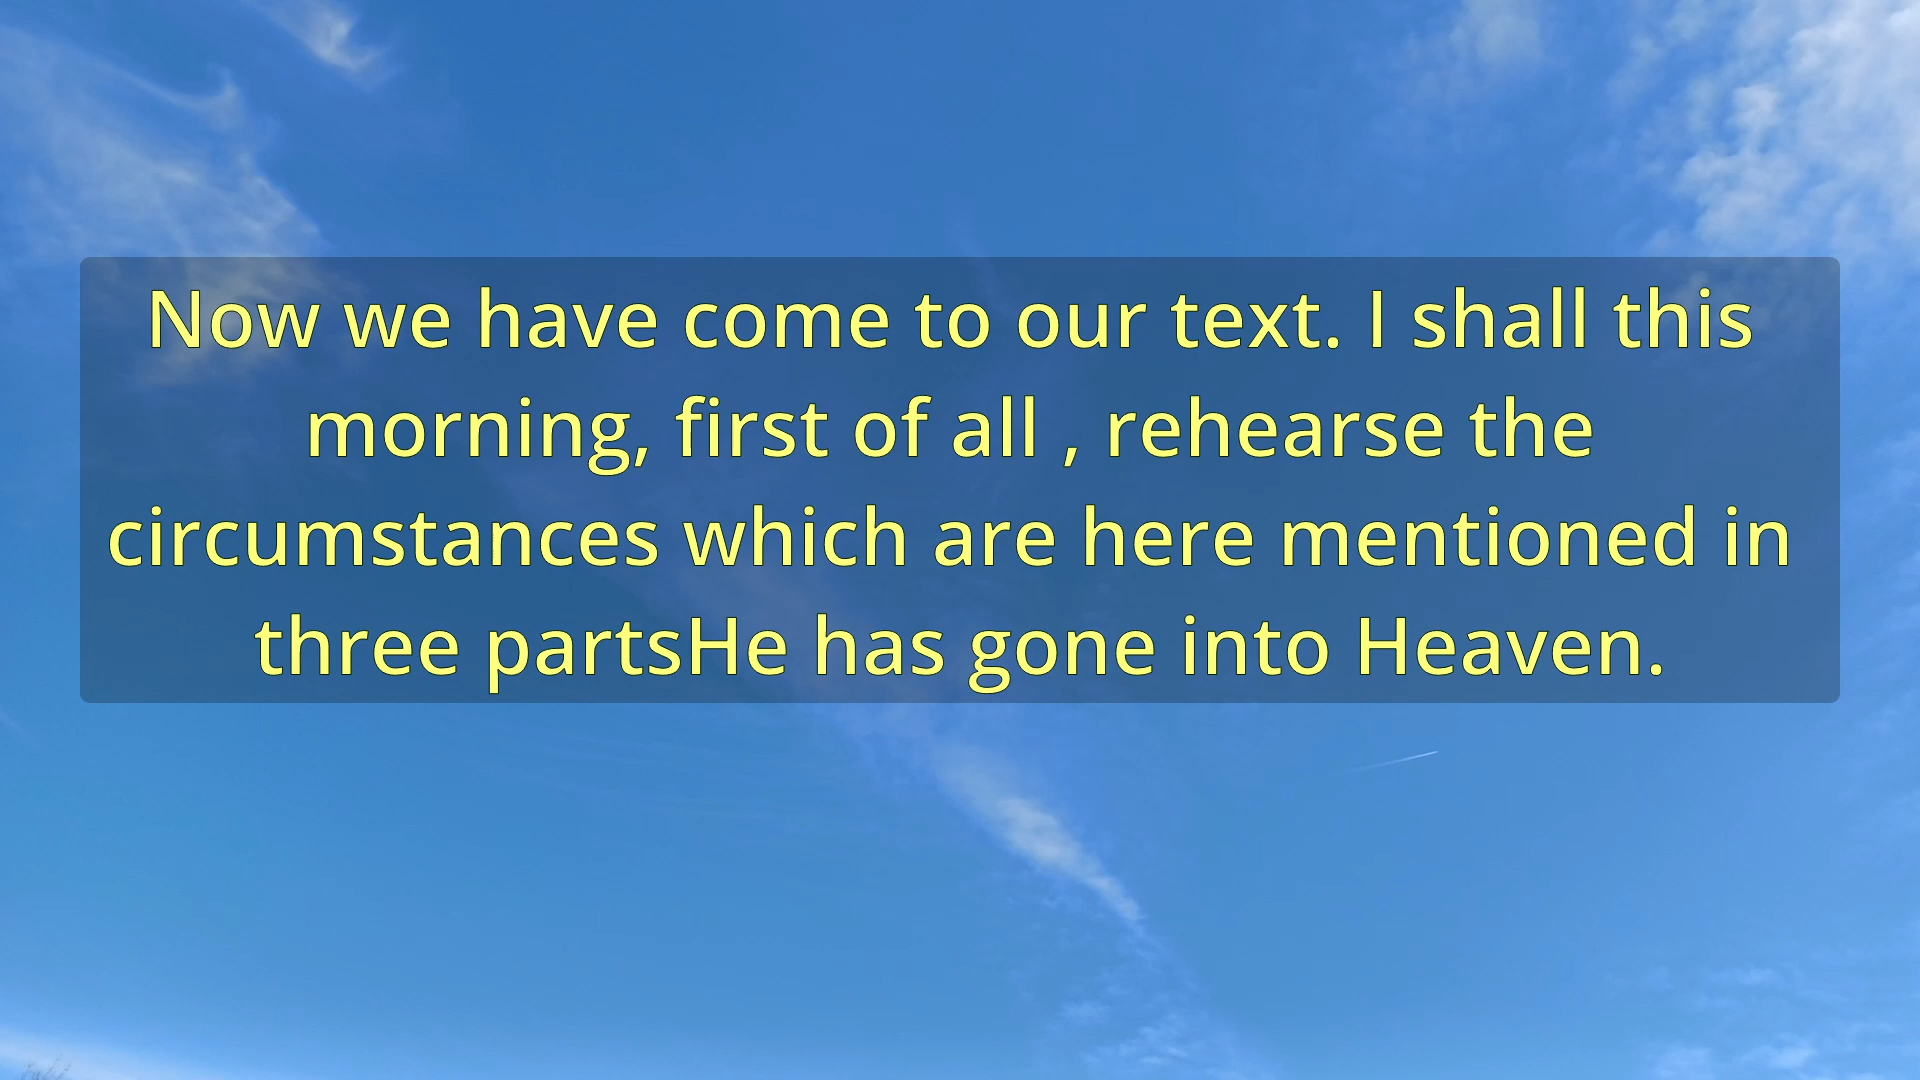 Now we have come to our text. I shall this
morning, first of all , rehearse the
circumstances which are here mentioned in
three partsHe has gone into Heaven.